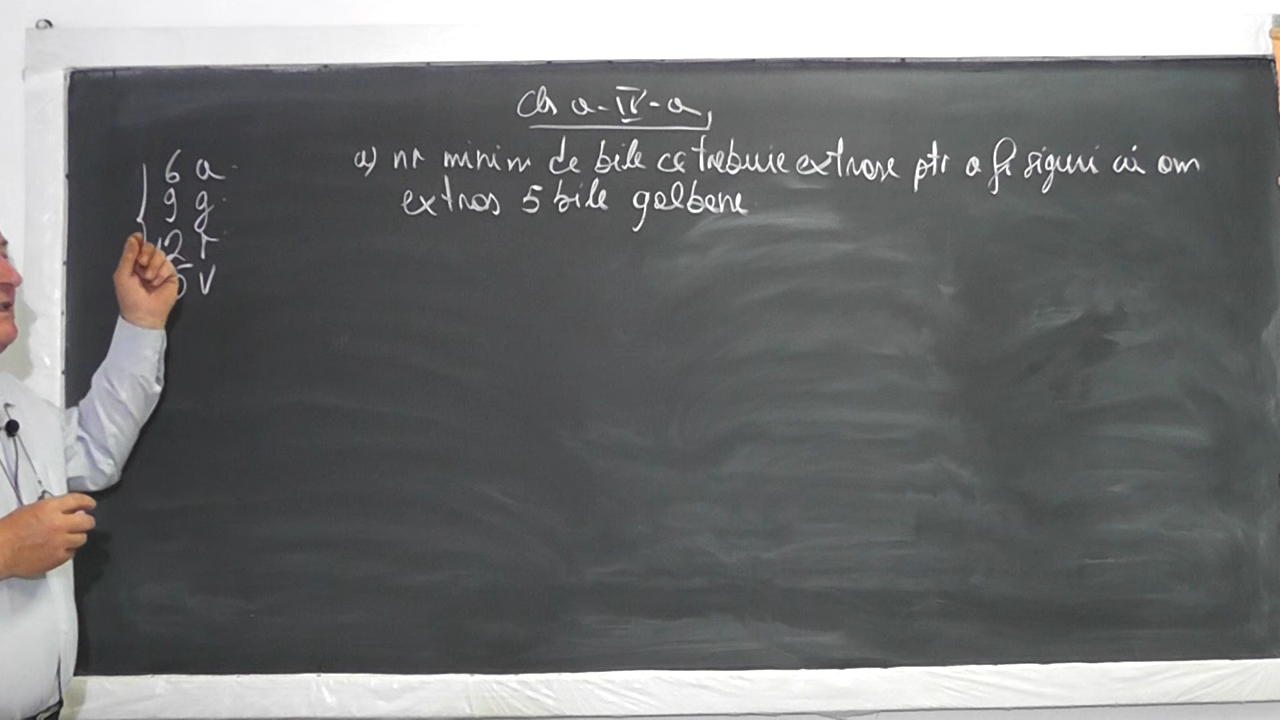 cls a-IV-a,
6 a
9 g
12 r
5 v
a) nr minim de bile ce trebuie extrase ptr a fi siguri că am
extras 5 bile galbene